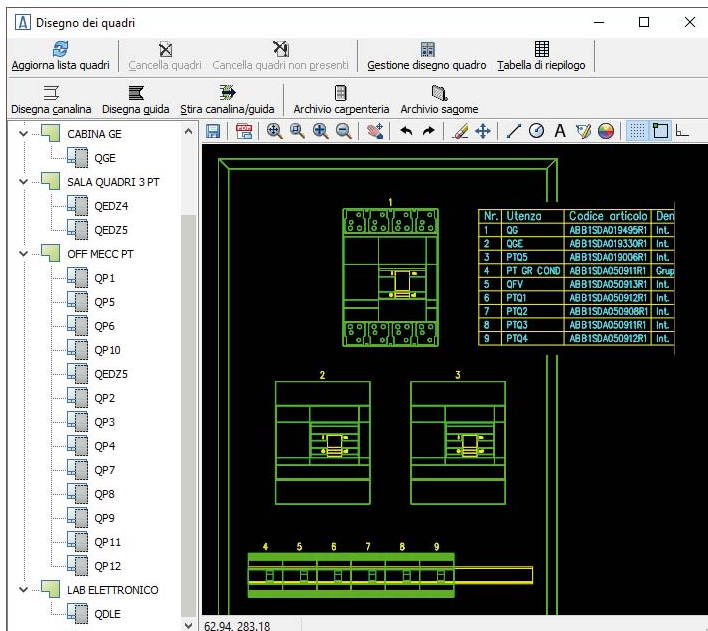 Disegno dei quadri
Aggiorna lista quadri Cancella quadri Cancella quadri non presenti Gestione disegno quadro Tabella di riepilogo
Disegna canalina Disegna guida Stira canalina/guida Archivio carpenteria Archivio sagome
CABINA GE
QGE
SALA QUADRI 3 PT
QEDZ4
QEDZ5
OFF MECC PT
QP1
QP5
QP6
QP10
QEDZ5
QP2
QP3
QP4
QP7
QP8
QP9
QP11
QP12
LAB ELETTRONICO
QDLE
1
Nr. Utenza Codice articolo Den
1 QG ABB1SDA019495R1 Int.
2 QGE ABB1SDA019330R1 Int.
3 PTQ5 ABB1SDA019006R1 Int.
4 PT GR COND ABB1SDA050911R1 Grup
5 QFV ABB1SDA050913R1 Int.
6 PTQ1 ABB1SDA050912R1 Int.
7 PTQ2 ABB1SDA050908R1 Int.
8 PTQ3 ABB1SDA050911R1 Int.
9 PTQ4 ABB1SDA050912R1 Int.
2 3
4 5 6 7 8 9
62.94, 283.18